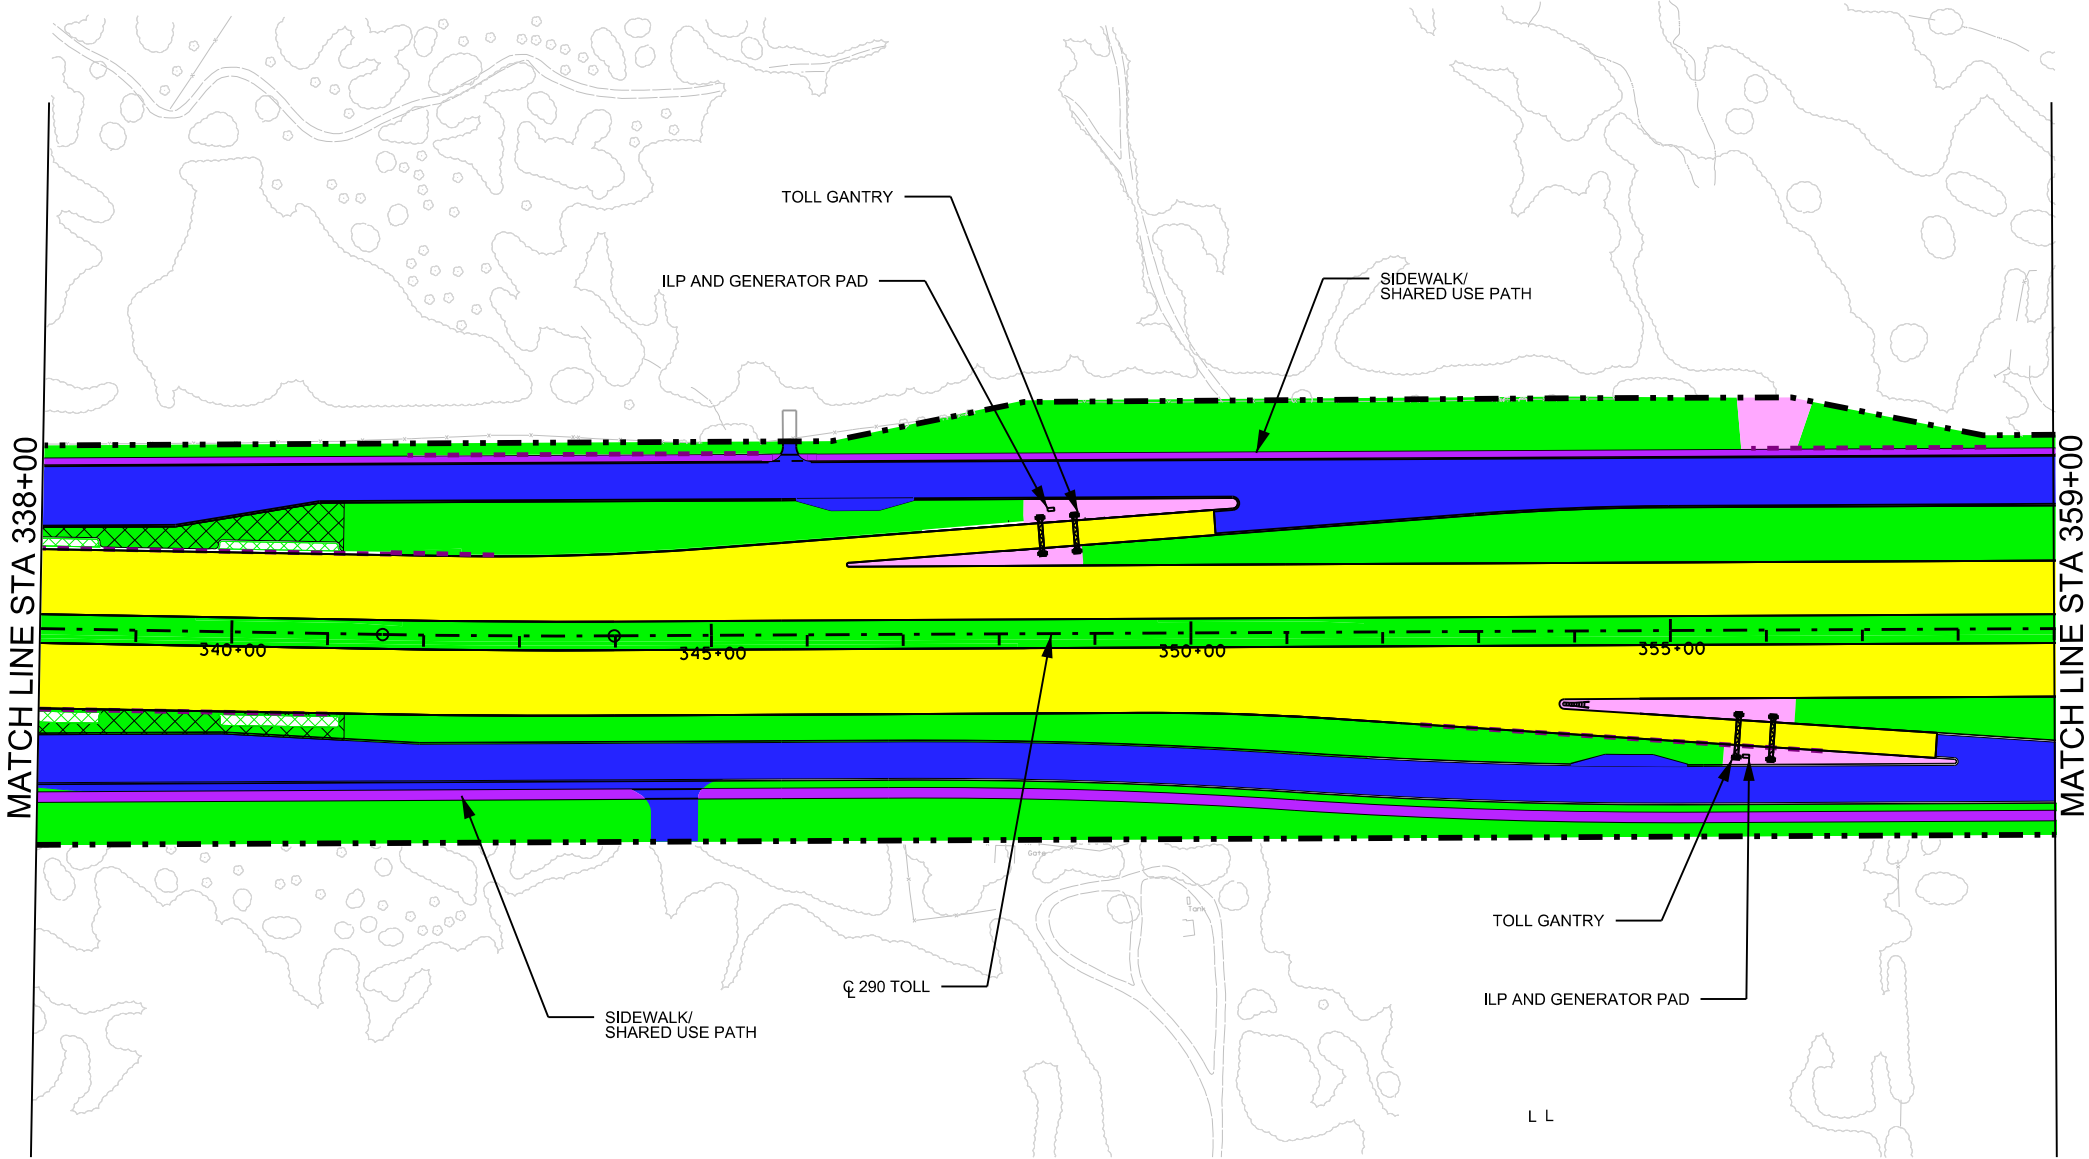 TOLL GANTRY
ILP AND GENERATOR PAD
SIDEWALK/
SHARED USE PATH
MATCH LINE STA 338+00
MATCH LINE STA 359+00
340+00
345+00
350+00
355+00
Gate
Tank
TOLL GANTRY
℄ 290 TOLL
ILP AND GENERATOR PAD
SIDEWALK/
SHARED USE PATH
L L